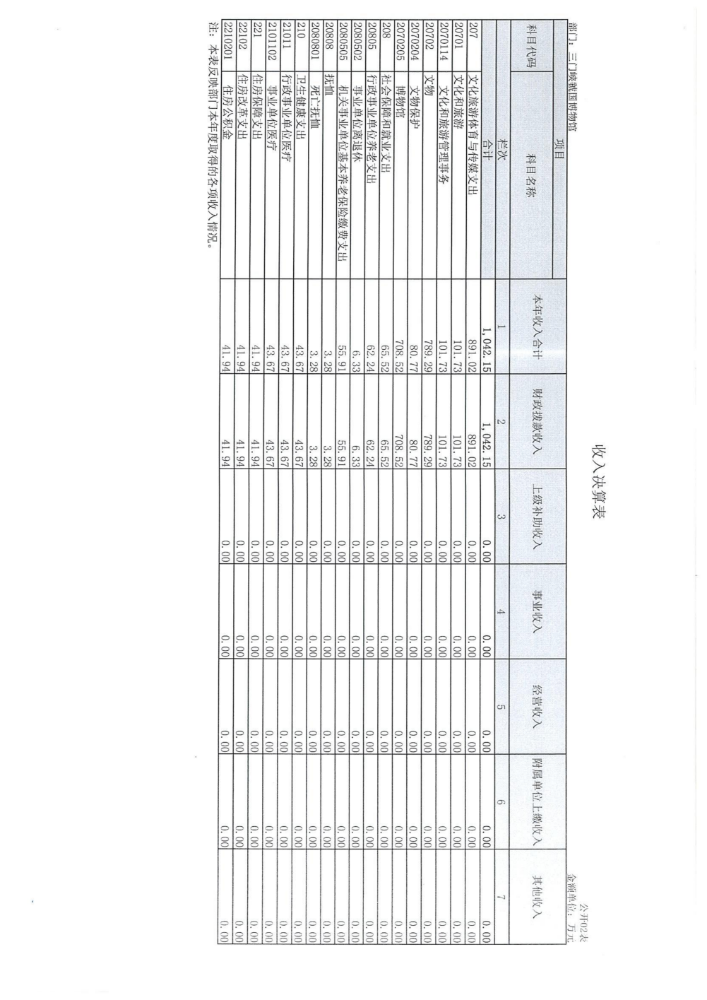 收入决算表
公开02表
部门：三门峡虢国博物馆 金额单位：万元
项目 本年收入合计 财政拨款收入 上级补助收入 事业收入 经营收入 附属单位上缴收入 其他收入
科目代码 科目名称
栏次 1 2 3 4 5 6 7
合计 1,042.15 1,042.15 0.00 0.00 0.00 0.00 0.00
207 文化旅游体育与传媒支出 891.02 891.02 0.00 0.00 0.00 0.00 0.00
20701 文化和旅游 101.73 101.73 0.00 0.00 0.00 0.00 0.00
2070114 文化和旅游管理事务 101.73 101.73 0.00 0.00 0.00 0.00 0.00
20702 文物 789.29 789.29 0.00 0.00 0.00 0.00 0.00
2070204 文物保护 80.77 80.77 0.00 0.00 0.00 0.00 0.00
2070205 博物馆 708.52 708.52 0.00 0.00 0.00 0.00 0.00
208 社会保障和就业支出 65.52 65.52 0.00 0.00 0.00 0.00 0.00
20805 行政事业单位养老支出 62.24 62.24 0.00 0.00 0.00 0.00 0.00
2080502 事业单位离退休 6.33 6.33 0.00 0.00 0.00 0.00 0.00
2080505 机关事业单位基本养老保险缴费支出 55.91 55.91 0.00 0.00 0.00 0.00 0.00
20808 抚恤 3.28 3.28 0.00 0.00 0.00 0.00 0.00
2080801 死亡抚恤 3.28 3.28 0.00 0.00 0.00 0.00 0.00
210 卫生健康支出 43.67 43.67 0.00 0.00 0.00 0.00 0.00
21011 行政事业单位医疗 43.67 43.67 0.00 0.00 0.00 0.00 0.00
2101102 事业单位医疗 43.67 43.67 0.00 0.00 0.00 0.00 0.00
221 住房保障支出 41.94 41.94 0.00 0.00 0.00 0.00 0.00
22102 住房改革支出 41.94 41.94 0.00 0.00 0.00 0.00 0.00
2210201 住房公积金 41.94 41.94 0.00 0.00 0.00 0.00 0.00
注：本表反映部门本年度取得的各项收入情况。